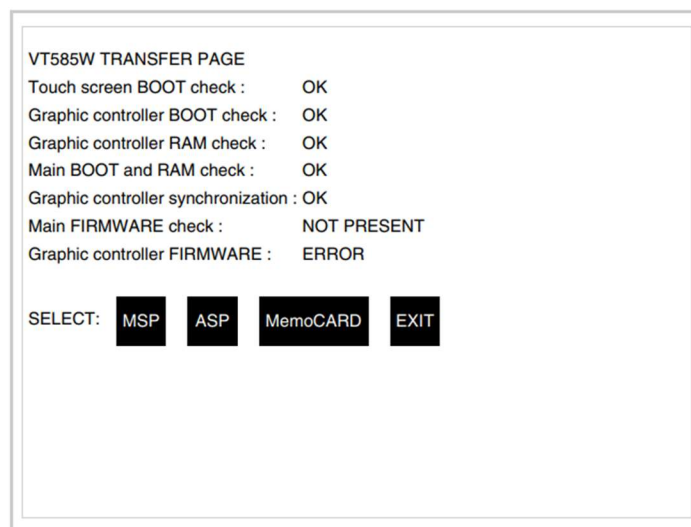 VT585W TRANSFER PAGE
Touch screen BOOT check : OK
Graphic controller BOOT check : OK
Graphic controller RAM check : OK
Main BOOT and RAM check : OK
Graphic controller synchronization : OK
Main FIRMWARE check : NOT PRESENT
Graphic controller FIRMWARE : ERROR
SELECT: MSP ASP MemoCARD EXIT